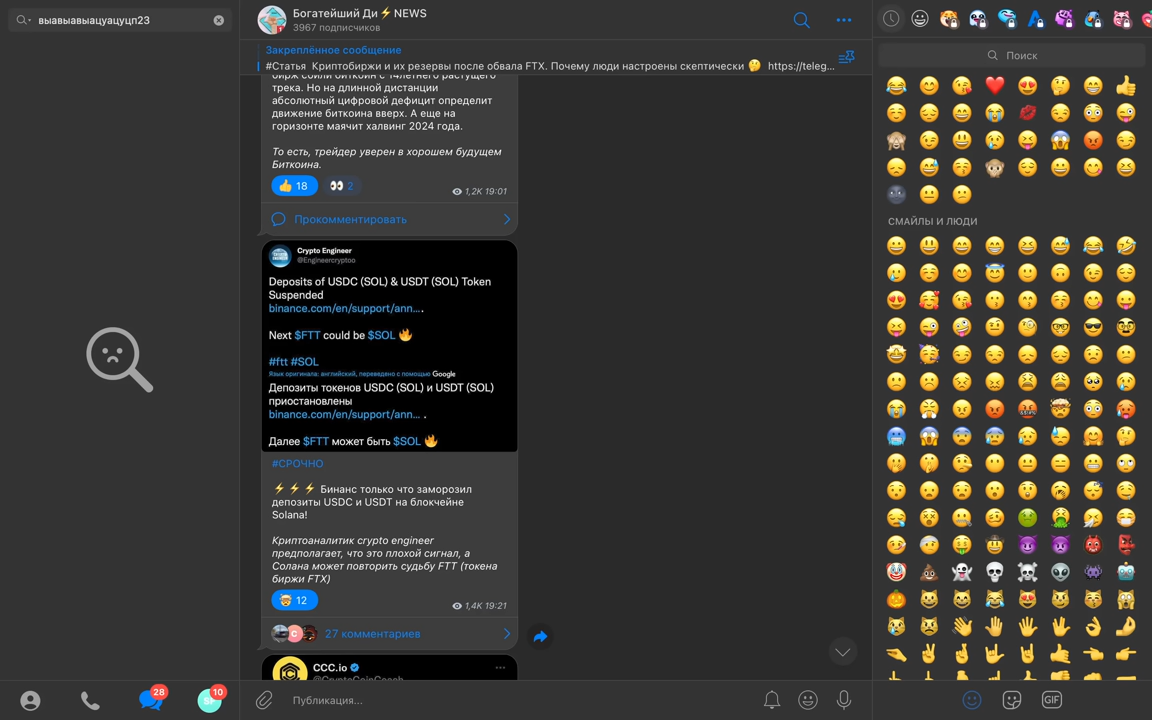 выавыавыацуацуцп23
Богатейший Ди⚡NEWS
3967 подписчиков
Закреплённое сообщение
#Статья Криптобиржи и их резервы после обвала FTX. Почему люди настроены скептически 🤔 https://teleg...
бирж сбили биткоин с 14летнего растущего
трека. Но на длинной дистанции
абсолютный цифровой дефицит определит
движение биткоина вверх. А еще на
горизонте маячит халвинг 2024 года.
То есть, трейдер уверен в хорошем будущем
Биткоина.
👍 18 👀 2
1,2K 19:01
Прокомментировать
Crypto Engineer
@Engineercryptoo
Deposits of USDC (SOL) & USDT (SOL) Token
Suspended
binance.com/en/support/ann... .
Next $FTT could be $SOL 🔥
#ftt #SOL
Язык оригинала: английский, переведено с помощью Google
Депозиты токенов USDC (SOL) и USDT (SOL)
приостановлены
binance.com/en/support/ann... .
Далее $FTT может быть $SOL 🔥
#СРОЧНО
⚡⚡⚡ Бинанс только что заморозил
депозиты USDC и USDT на блокчейне
Solana!
Криптоаналитик crypto engineer
предполагает, что это плохой сигнал, а
Солана может повторить судьбу FTT (токена
биржи FTX)
🤯 12
1,4K 19:21
C
27 комментариев
CCC.io
@CryptoCoinCoach
Публикация...
28
10
SP
Поиск
СМАЙЛЫ И ЛЮДИ
GIF